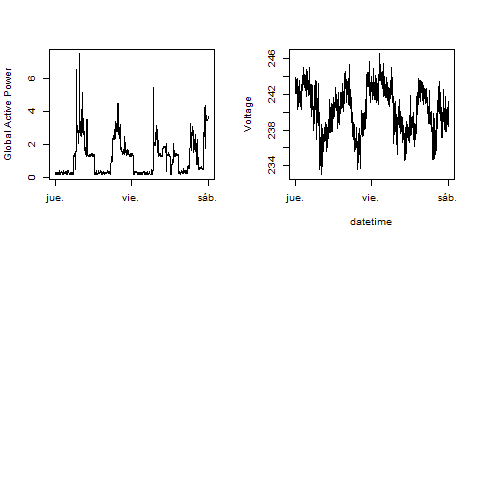 Global Active Power
0
2
4
6
jue.
vie.
sáb.
Voltage
234
238
242
246
jue.
vie.
sáb.
datetime